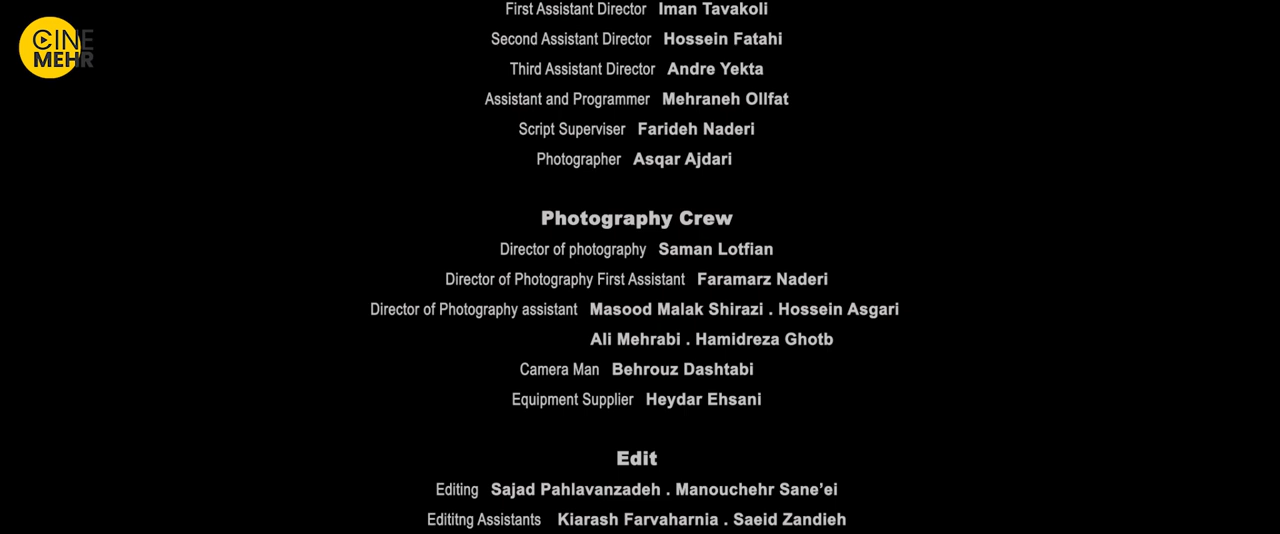 CINE
MEHR
First Assistant Director Iman Tavakoli
Second Assistant Director Hossein Fatahi
Third Assistant Director Andre Yekta
Assistant and Programmer Mehraneh Ollfat
Script Superviser Farideh Naderi
Photographer Asqar Ajdari
Photography Crew
Director of photography Saman Lotfian
Director of Photography First Assistant Faramarz Naderi
Director of Photography assistant Masood Malak Shirazi . Hossein Asgari
Ali Mehrabi . Hamidreza Ghotb
Camera Man Behrouz Dashtabi
Equipment Supplier Heydar Ehsani
Edit
Editing Sajad Pahlavanzadeh . Manouchehr Sane’ei
Edititng Assistants Kiarash Farvaharnia . Saeid Zandieh